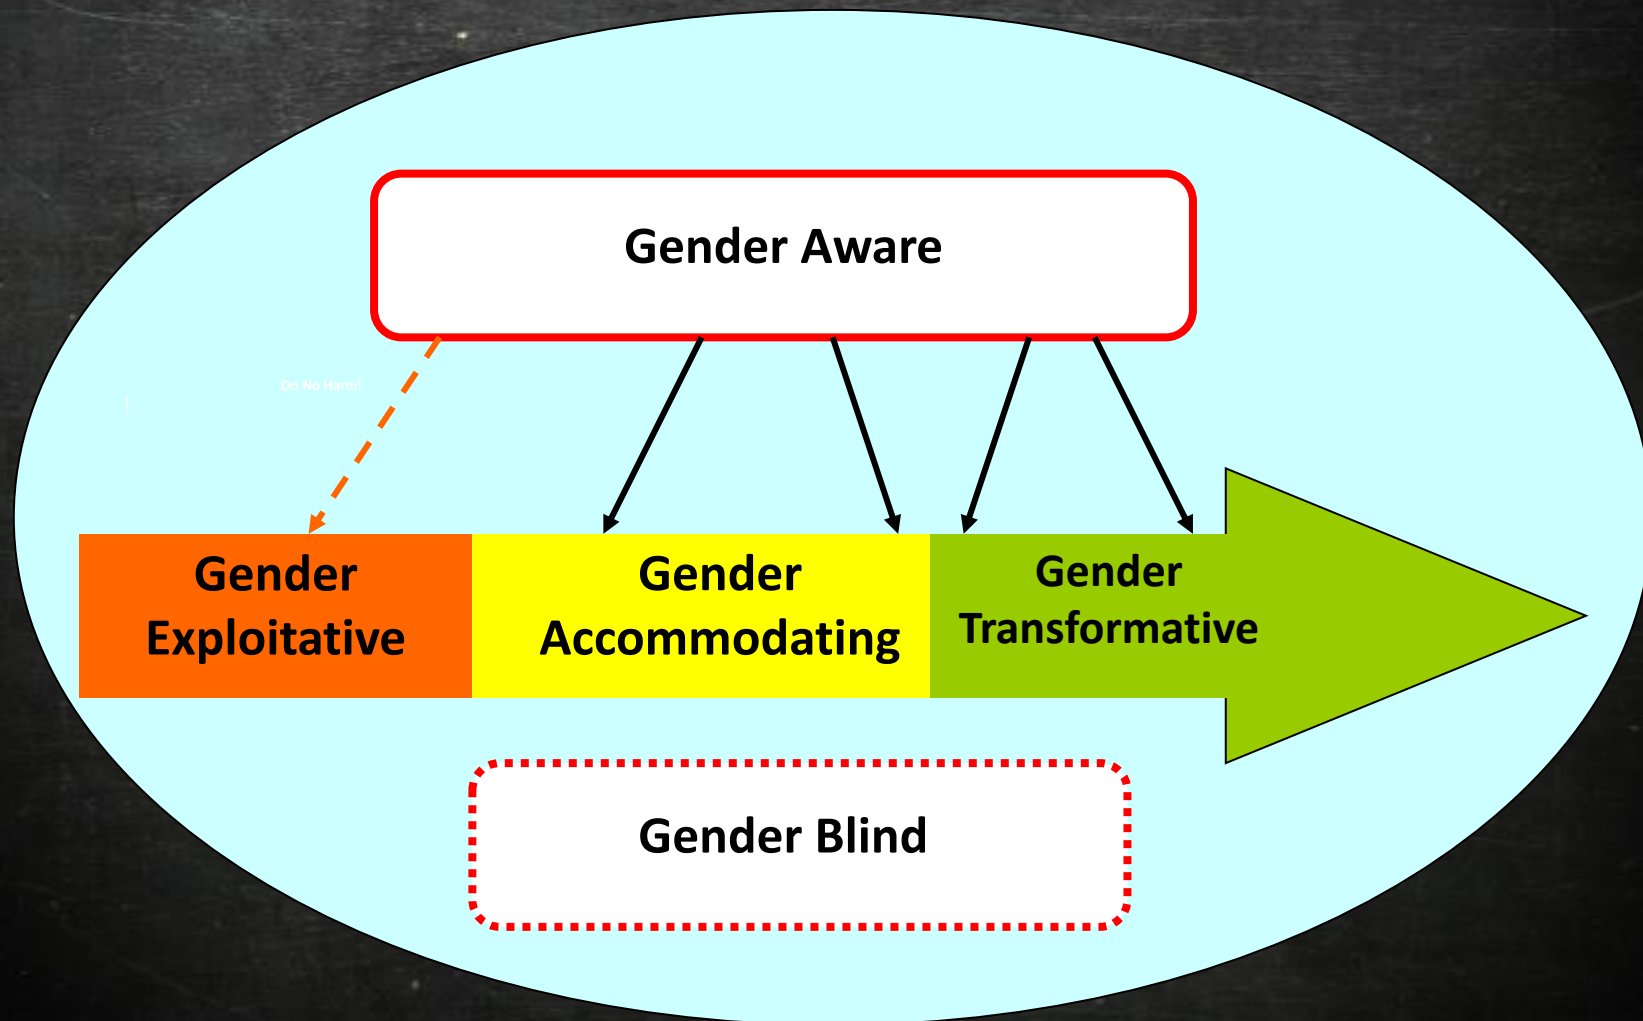 Gender Aware
Do No Harm!
!
Gender
Exploitative
Gender
Accommodating
Gender
Transformative
Gender Blind